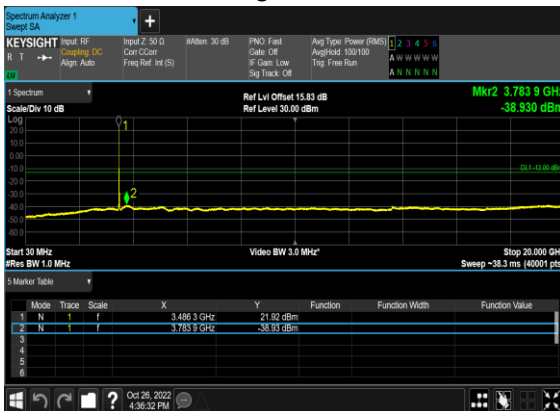 Spectrum Analyzer 1
Swept SA
+
KEYSIGHT Input: RF Input Z: 50 Ω #Atten: 30 dB PNO: Fast Avg Type: Power (RMS) 1 2 3 4 5 6
R T Coupling: DC Corr CCorr Gate: Off Avg|Hold: 100/100 A W W W W W
Align: Auto Freq Ref: Int (S) IF Gain: Low Trig: Free Run
Sig Track: Off A N N N N N
1 Spectrum Ref Lvl Offset 15.83 dB Mkr2 3.783 9 GHz
Scale/Div 10 dB Ref Level 30.00 dBm -38.930 dBm
Log
1
20.0
10.0
0.00
-10.0 DL1 -13.00 dBm
-20.0
-30.0
2
-40.0
-50.0
-60.0
Start 30 MHz Video BW 3.0 MHz* Stop 20.000 GHz
#Res BW 1.0 MHz Sweep ~38.3 ms (40001 pts)
5 Marker Table
Mode Trace Scale X Y Function Function Width Function Value
1 N 1 f 3.486 3 GHz 21.92 dBm
2 N 1 f 3.783 9 GHz -38.93 dBm
3
4
5
6
? Oct 26, 2022
4:36:32 PM